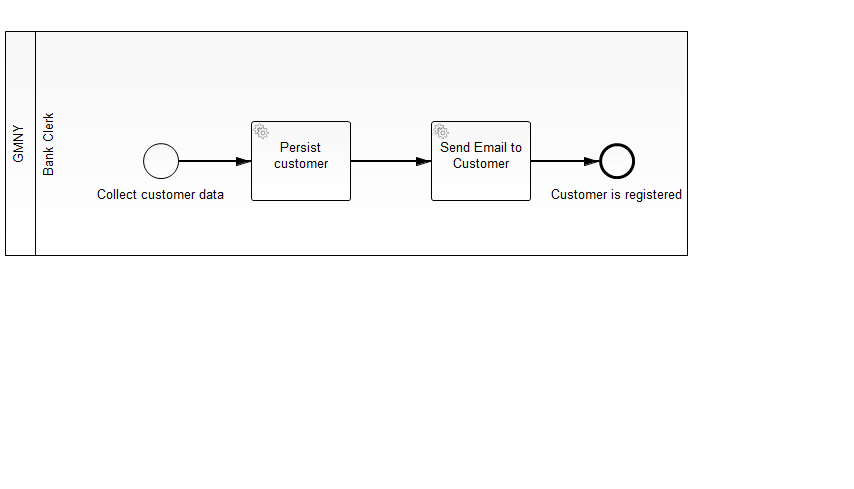 GMNY
Bank Clerk
Collect customer data
Persist
customer
Send Email to
Customer
Customer is registered